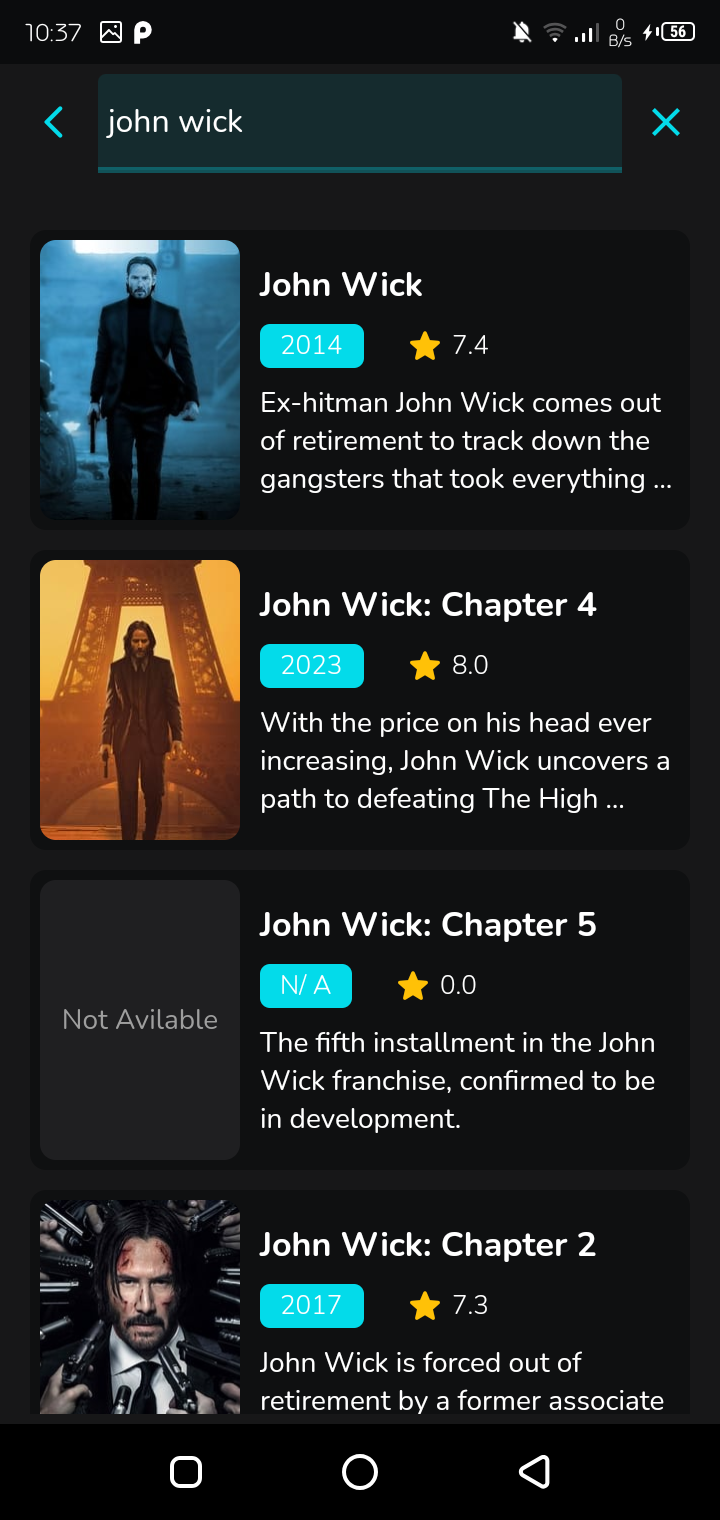 10:37
0
B/s
56
john wick
John Wick
2014 7.4
Ex-hitman John Wick comes out
of retirement to track down the
gangsters that took everything ...
John Wick: Chapter 4
2023 8.0
With the price on his head ever
increasing, John Wick uncovers a
path to defeating The High ...
Not Avilable
John Wick: Chapter 5
N/ A 0.0
The fifth installment in the John
Wick franchise, confirmed to be
in development.
John Wick: Chapter 2
2017 7.3
John Wick is forced out of
retirement by a former associate